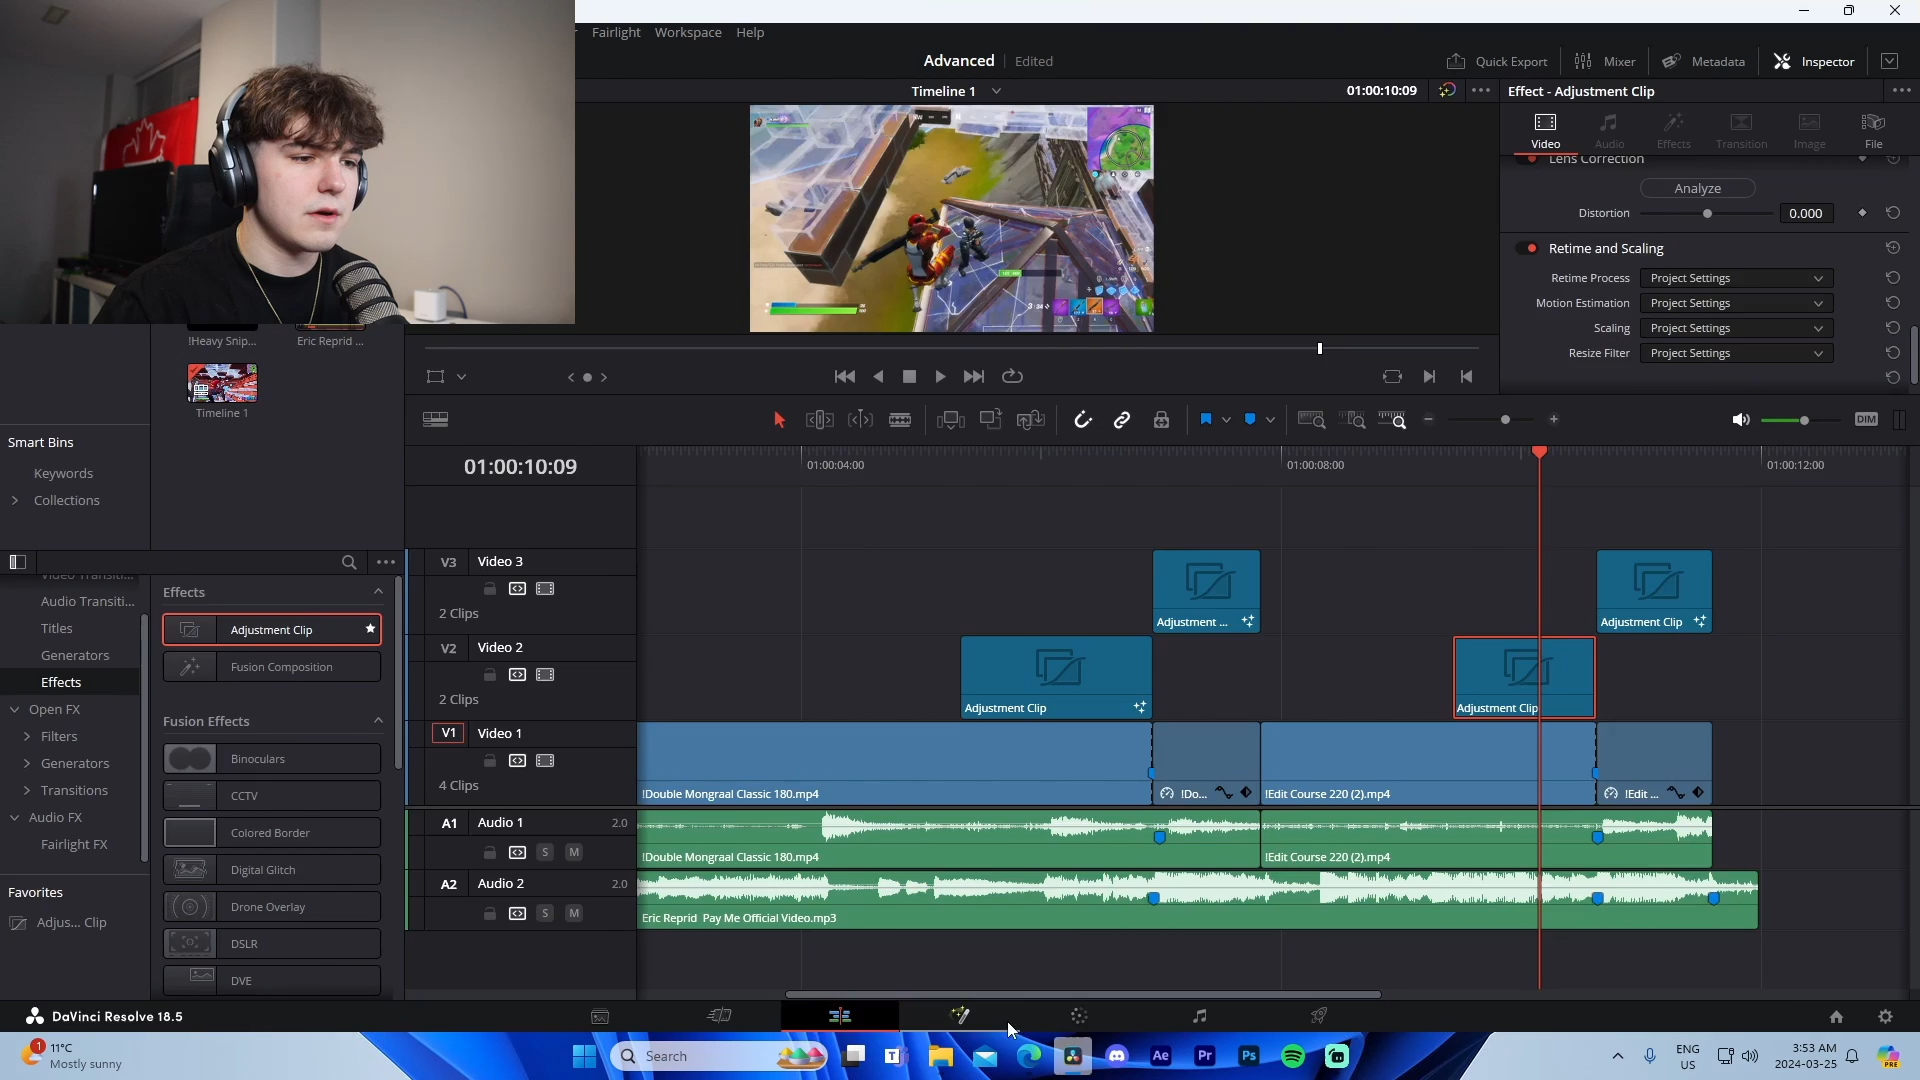 Fairlight Workspace Help
Advanced Edited
Quick Export Mixer Metadata Inspector
Timeline 1 01:00:10:09
Effect - Adjustment Clip
Video Audio Effects Transition Image File
Lens Correction
Analyze
Distortion 0.000
Retime and Scaling
Retime Process Project Settings
Motion Estimation Project Settings
Scaling Project Settings
Resize Filter Project Settings
!Heavy Snip... Eric Reprid ...
Timeline 1
DIM
Smart Bins
Keywords
Collections
01:00:10:09
01:00:04:00 01:00:08:00 01:00:12:00
V3 Video 3
2 Clips
Adjustment ... Adjustment Clip
V2 Video 2
2 Clips
Adjustment Clip Adjustment Clip
V1 Video 1
4 Clips
!Double Mongraal Classic 180.mp4 !Do... !Edit Course 220 (2).mp4 !Edit ...
A1 Audio 1 2.0
S M
!Double Mongraal Classic 180.mp4 !Edit Course 220 (2).mp4
A2 Audio 2 2.0
S M
Eric Reprid Pay Me Official Video.mp3
Video Transiti...
Audio Transiti...
Titles
Generators
Effects
Open FX
Filters
Generators
Transitions
Audio FX
Fairlight FX
Favorites
Adjus... Clip
Effects
Adjustment Clip
Fusion Composition
Fusion Effects
Binoculars
CCTV
Colored Border
Digital Glitch
Drone Overlay
DSLR
DVE
DaVinci Resolve 18.5
1
11°C
Mostly sunny
Search
Ae Pr Ps
ENG
US
3:53 AM
2024-03-25
PRE